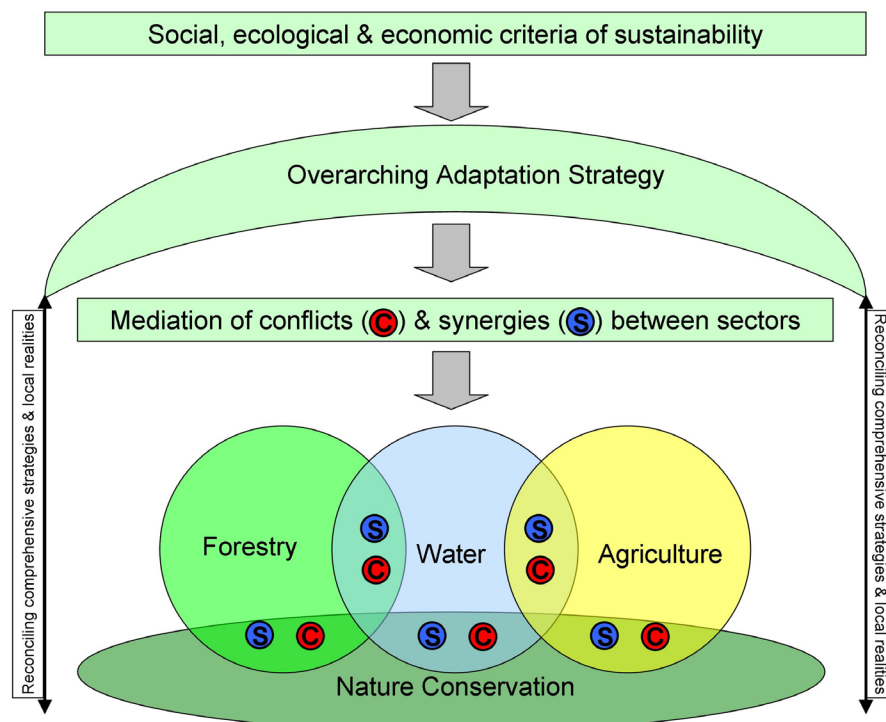 Social, ecological & economic criteria of sustainability
Overarching Adaptation Strategy
Mediation of conflicts (C) & synergies (S) between sectors
Reconciling comprehensive strategies & local realities
Reconciling comprehensive strategies & local realities
Forestry
S
C
Water
S
C
Agriculture
S
C
S
C
S
C
Nature Conservation